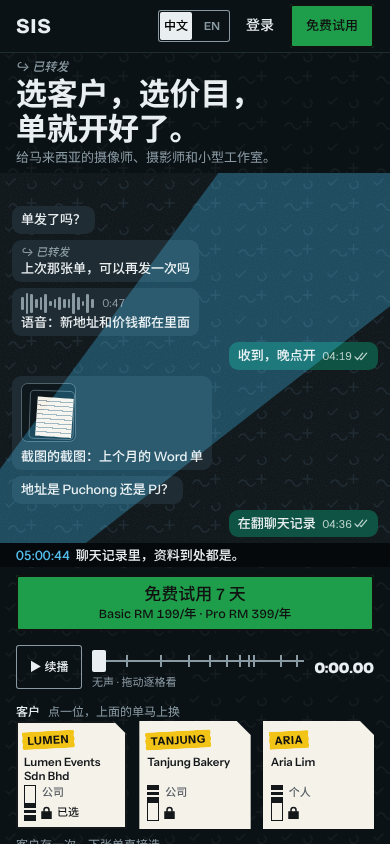 SIS
中文 EN 登录 免费试用
已转发
选客户，选价目，
单就开好了。
给马来西亚的摄像师、摄影师和小型工作室。
单发了吗？
已转发
上次那张单，可以再发一次吗
0:47
语音：新地址和价钱都在里面
收到，晚点开 04:19
截图的截图：上个月的 Word 单
地址是 Puchong 还是 PJ？
在翻聊天记录 04:36
05:00:44 聊天记录里，资料到处都是。
免费试用 7 天
Basic RM 199/年 · Pro RM 399/年
续播
0:00.00
无声 · 拖动逐格看
客户 点一位，上面的单马上换
LUMEN
Lumen Events
Sdn Bhd
公司
已选
TANJUNG
Tanjung Bakery
公司
ARIA
Aria Lim
个人